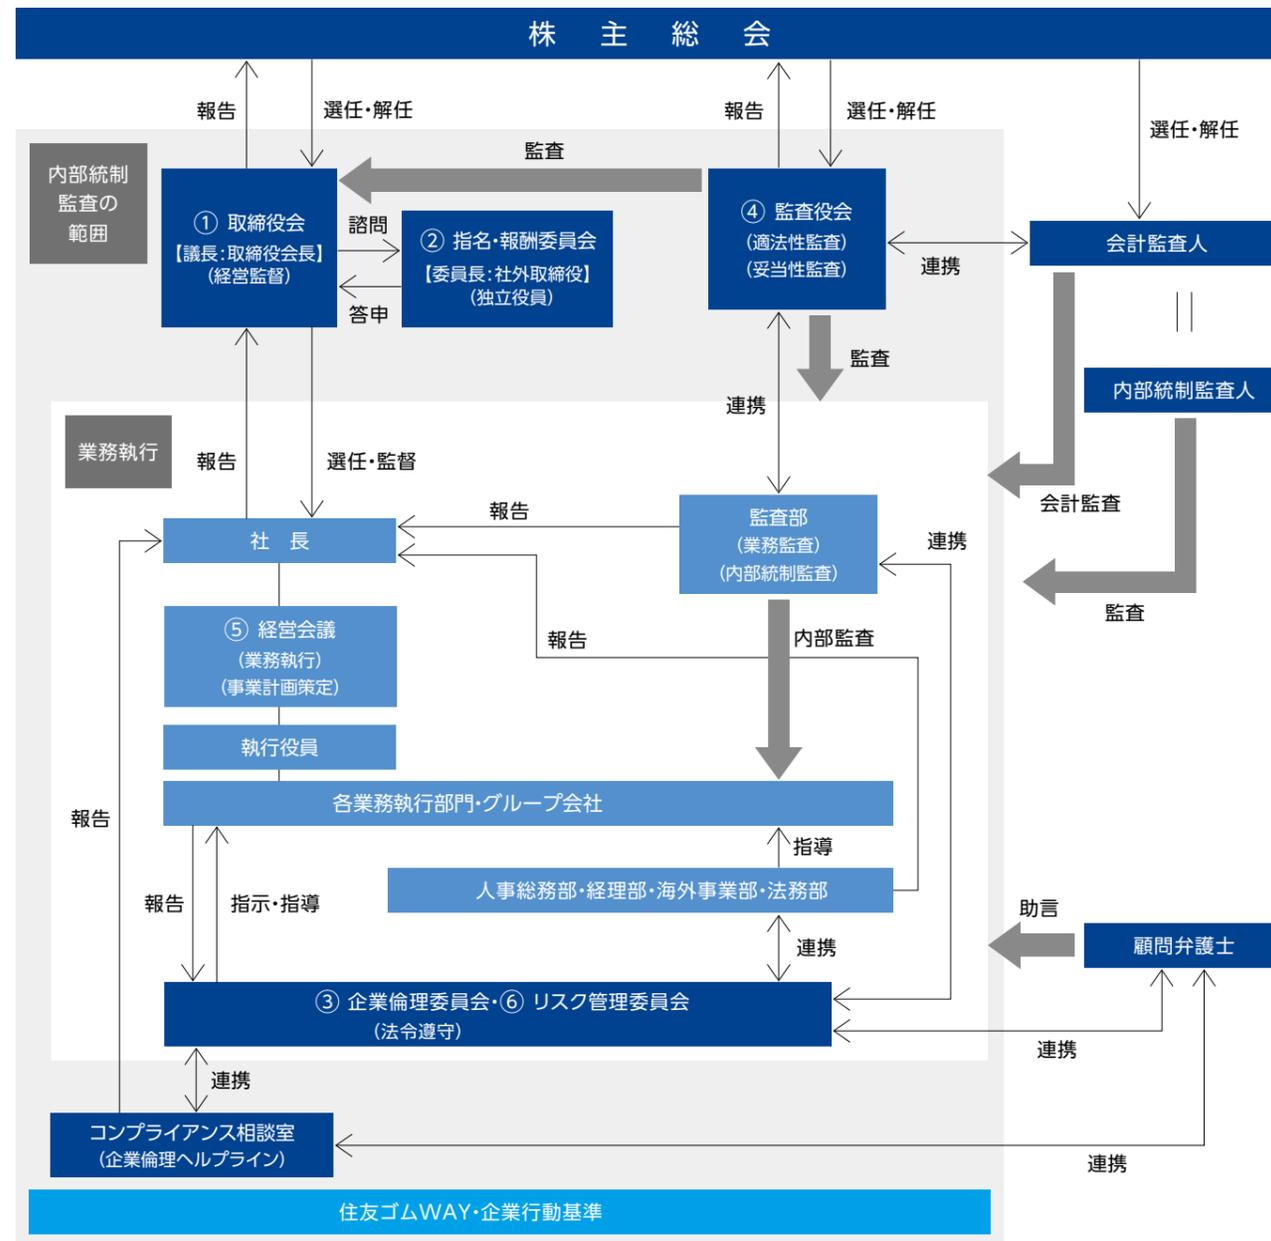 株主総会
報告
選任・解任
報告
選任・解任
選任・解任
内部統制
監査の
範囲
監査
① 取締役会
【議長：取締役会長】
（経営監督）
諮問
答申
② 指名・報酬委員会
【委員長：社外取締役】
（独立役員）
④ 監査役会
（適法性監査）
（妥当性監査）
連携
会計監査人
監査
内部統制監査人
連携
業務執行
報告
選任・監督
会計監査
報告
監査部
（業務監査）
（内部統制監査）
連携
社　長
監査
⑤ 経営会議
（業務執行）
（事業計画策定）
報告
内部監査
執行役員
各業務執行部門・グループ会社
報告
指導
人事総務部・経理部・海外事業部・法務部
報告
指示・指導
連携
助言
顧問弁護士
③ 企業倫理委員会・⑥ リスク管理委員会
（法令遵守）
連携
連携
コンプライアンス相談室
（企業倫理ヘルプライン）
連携
住友ゴムWAY・企業行動基準